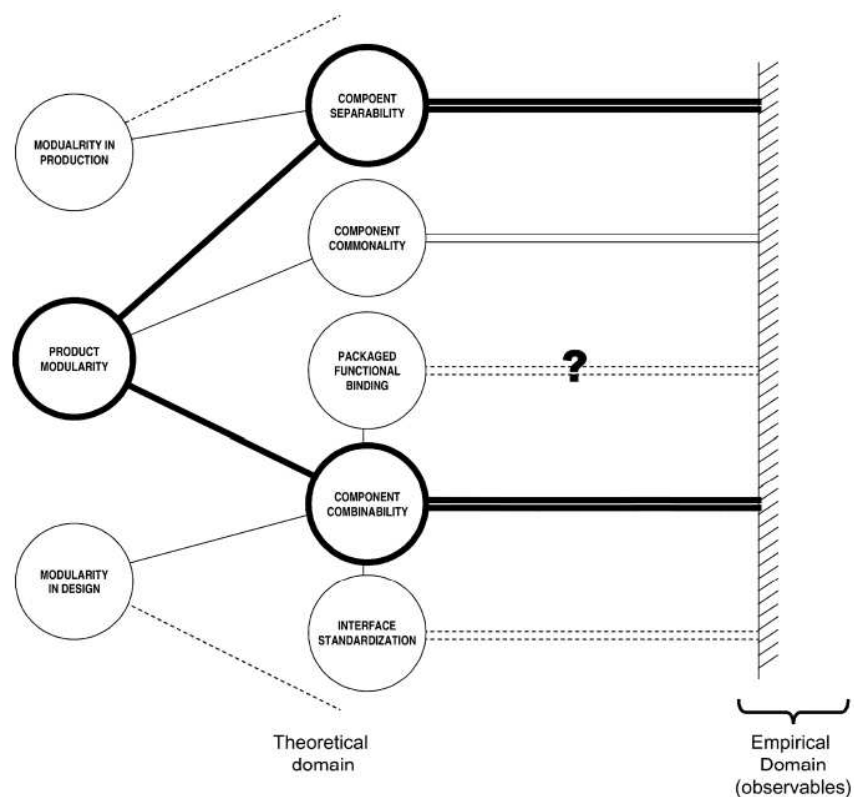 COMPOENT
SEPARABILITY
MODUALRITY IN
PRODUCTION
COMPONENT
COMMONALITY
PRODUCT
MODULARITY
PACKAGED
FUNCTIONAL
BINDING
?
COMPONENT
COMBINABILITY
MODULARITY
IN DESIGN
INTERFACE
STANDARDIZATION
Theoretical
domain
Empirical
Domain
(observables)